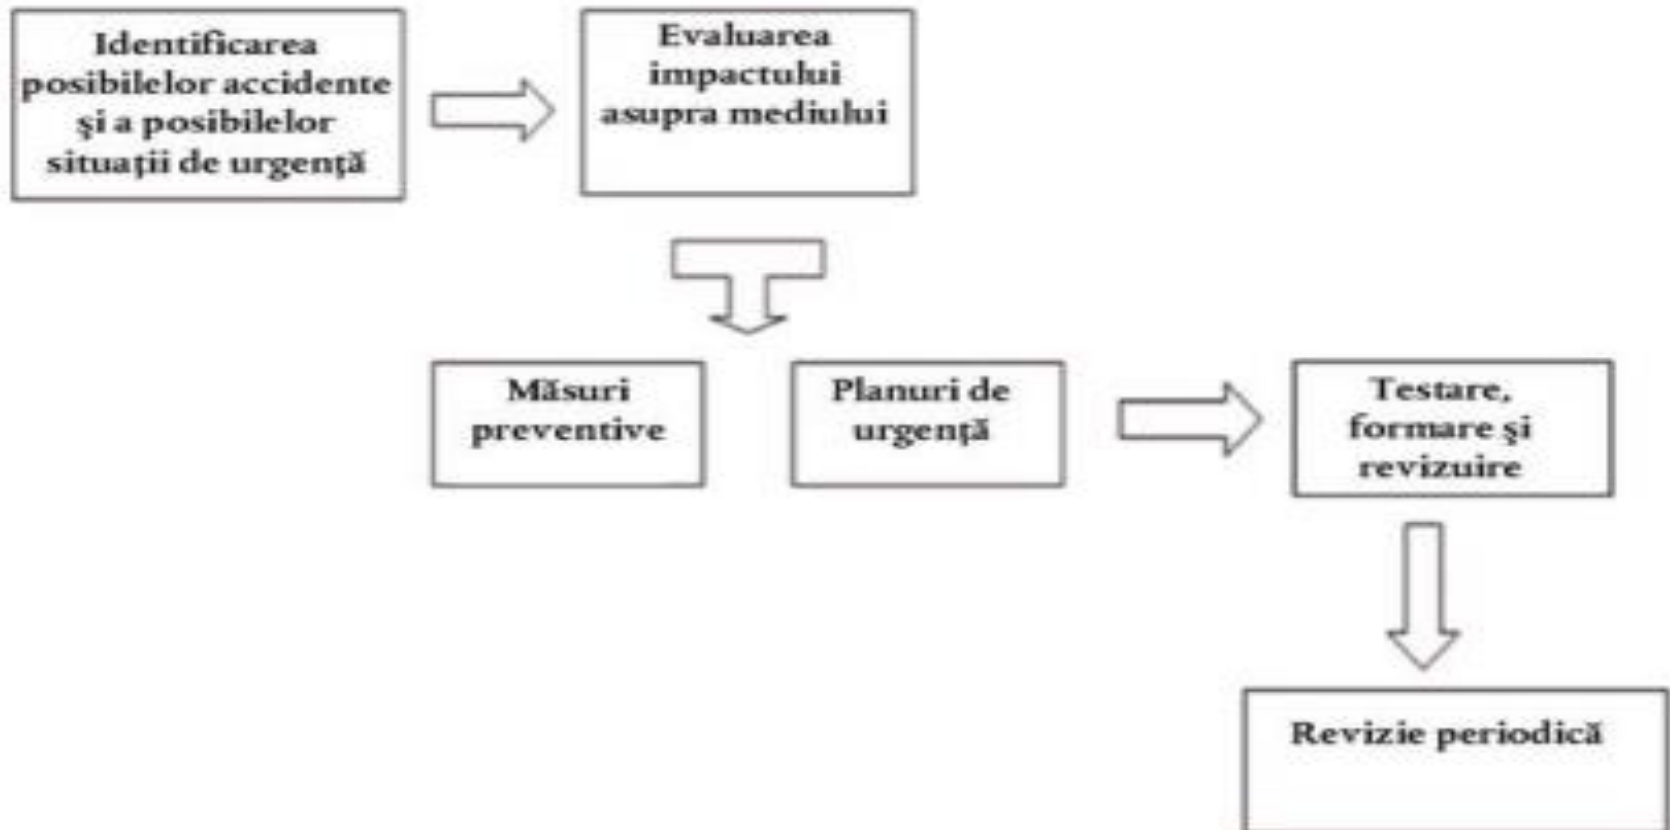 Identificarea
posibilelor accidente
şi a posibilelor
situaţii de urgenţă
Evaluarea
impactului
asupra mediului
Măsuri
preventive
Planuri de
urgenţă
Testare,
formare şi
revizuire
Revizie periodică